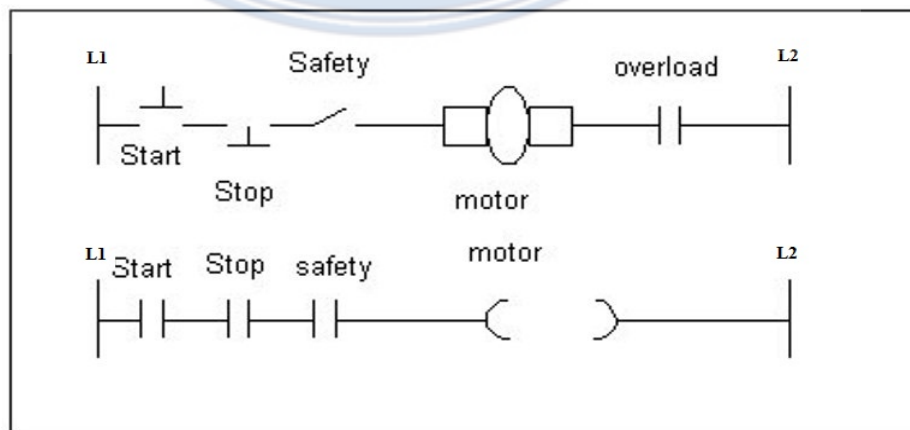 L1 Safety overload L2
Start
Stop motor
L1 Start Stop safety motor L2